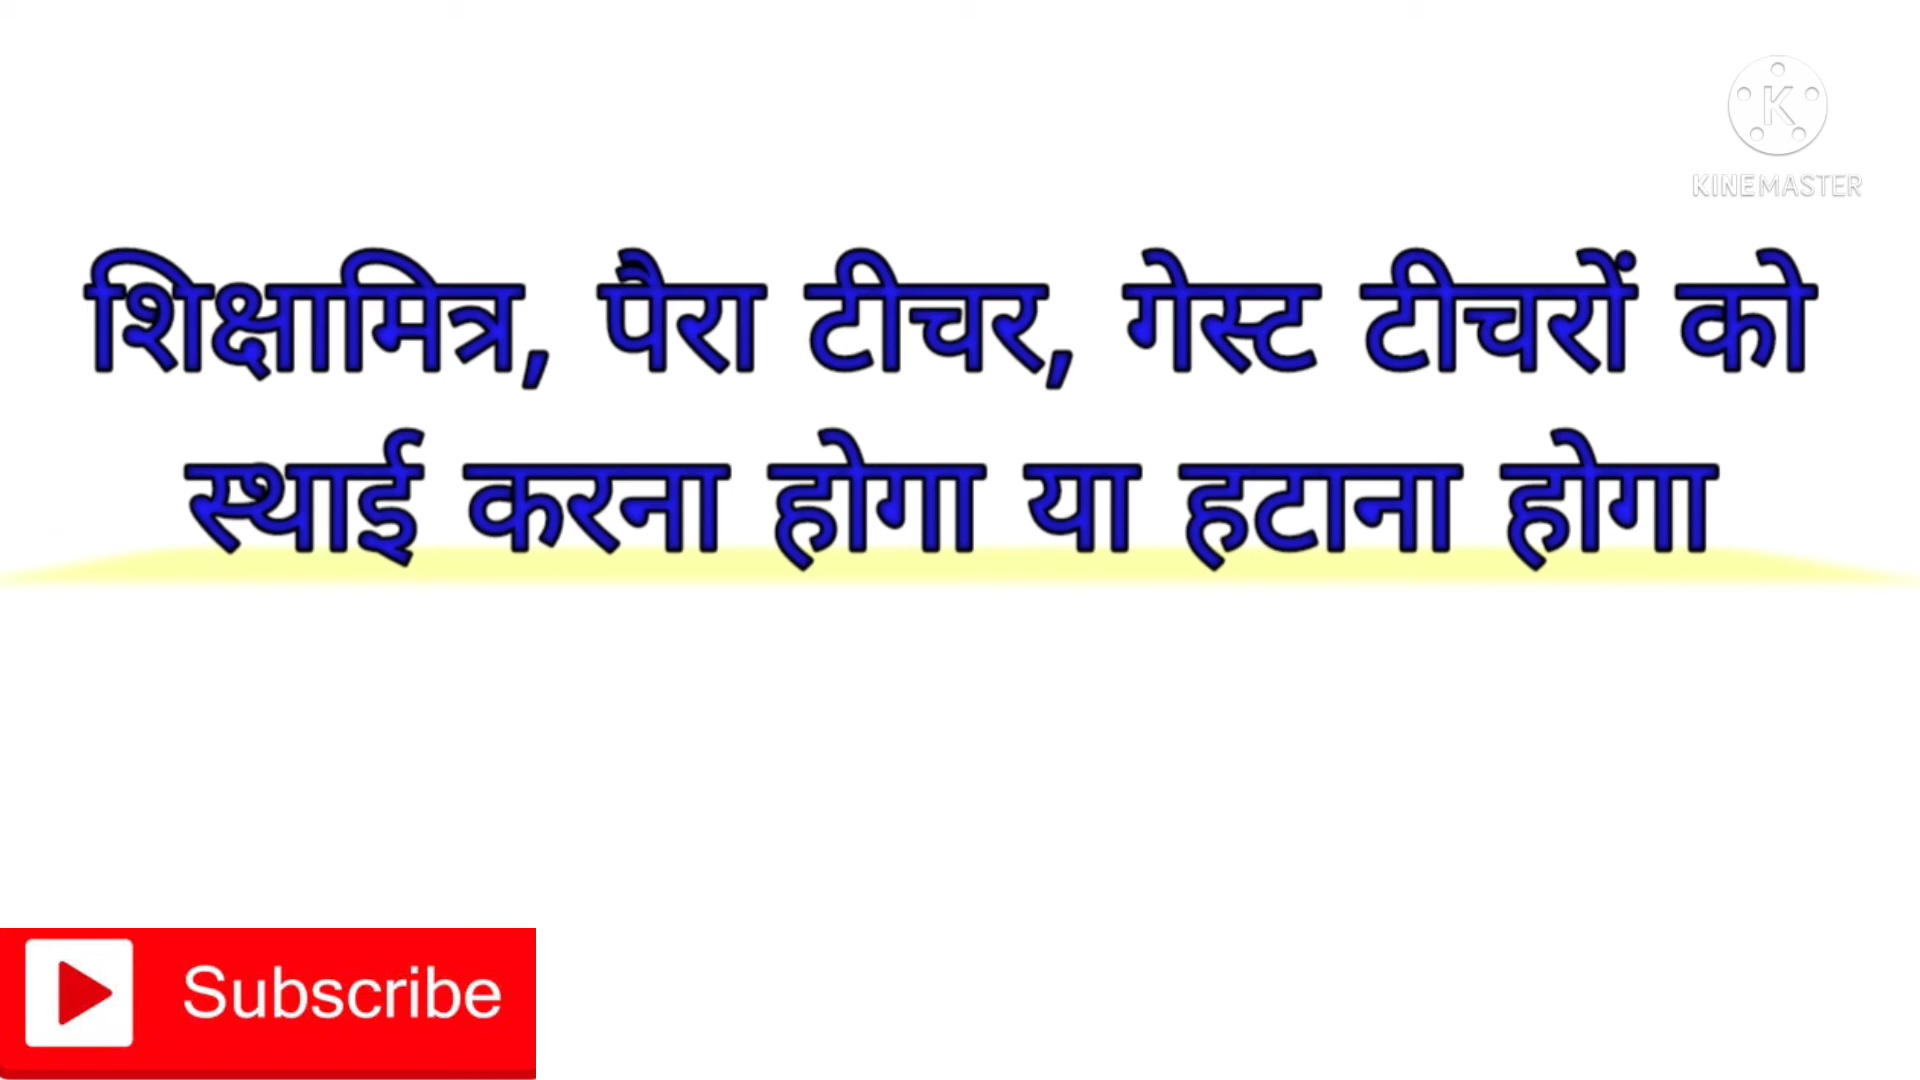 KINEMASTER
शिक्षामित्र, पैरा टीचर, गेस्ट टीचरों को
स्थाई करना होगा या हटाना होगा
Subscribe